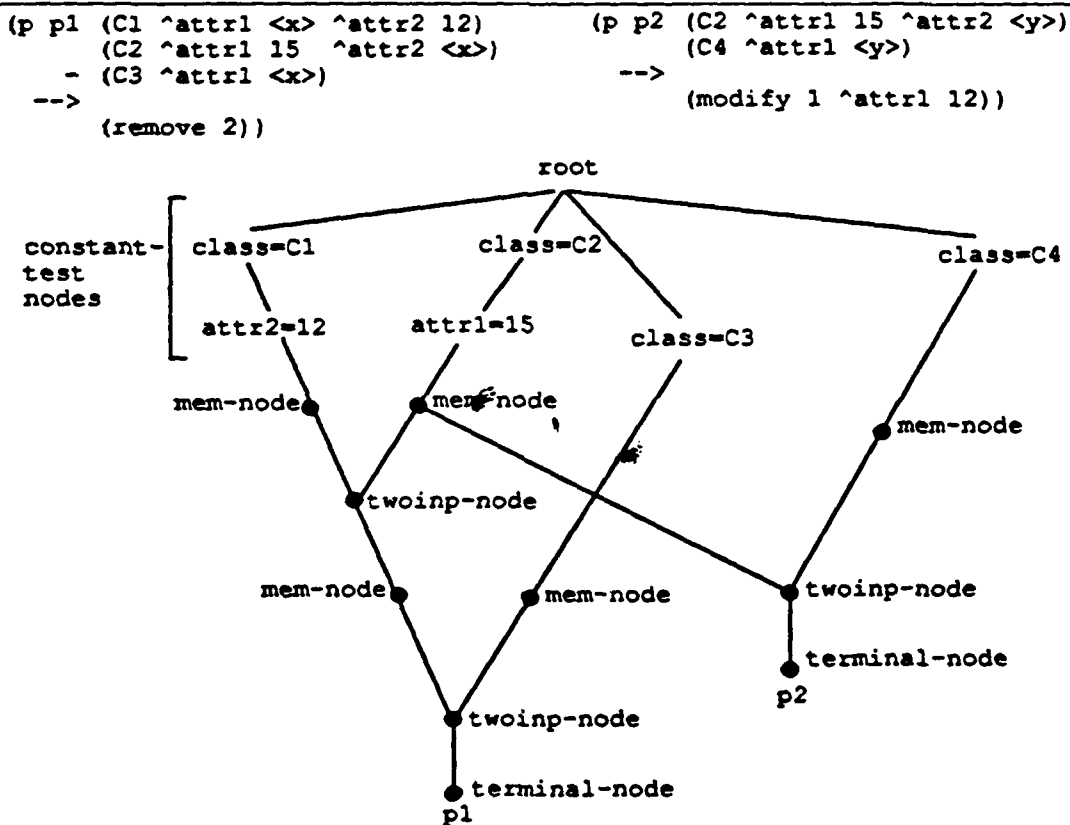 (p p1 (C1 ^attr1 <x> ^attr2 12)
(C2 ^attr1 15 ^attr2 <x>)
- (C3 ^attr1 <x>)
-->
(remove 2))
(p p2 (C2 ^attr1 15 ^attr2 <y>)
(C4 ^attr1 <y>)
-->
(modify 1 ^attr1 12))
root
constant-
test
nodes
class=C1
class=C2
class=C4
attr2=12
attr1=15
class=C3
mem-node
mem-node
mem-node
twoinp-node
mem-node
mem-node
twoinp-node
terminal-node
p2
twoinp-node
terminal-node
p1